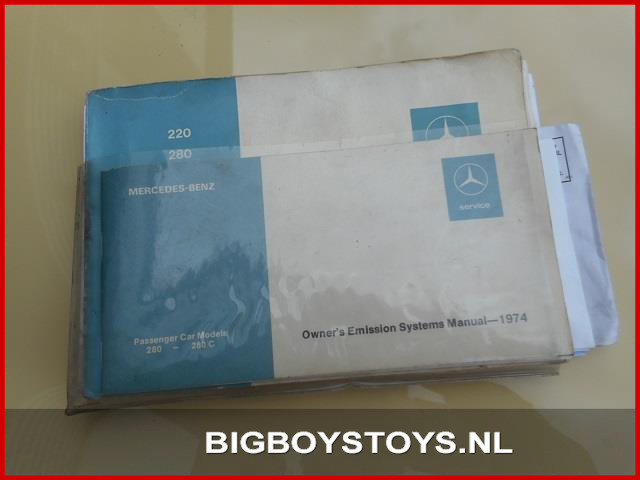 220
280
MERCEDES-BENZ
service
Owner's Emission Systems Manual—1974
Passenger Car Models
280 – 280 C
BIGBOYSTOYS.NL